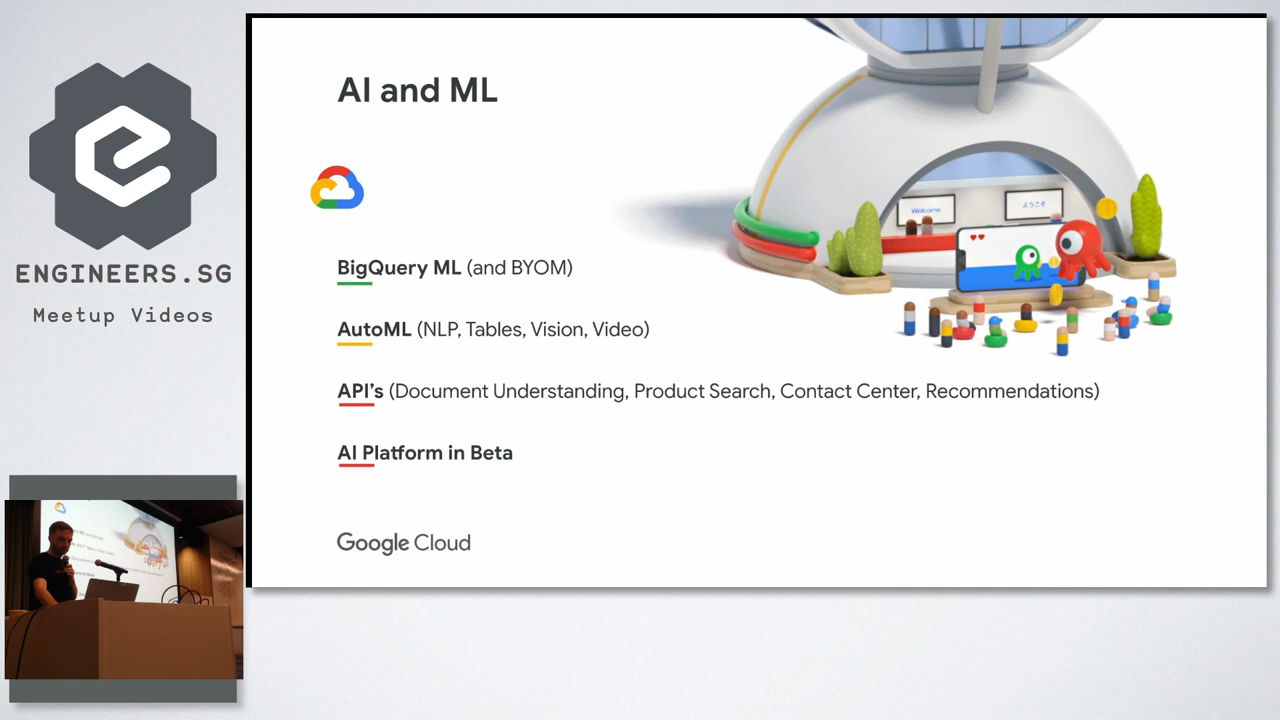 ENGINEERS.SG
Meetup Videos
AI and ML
BigQuery ML (and BYOM)
AutoML (NLP, Tables, Vision, Video)
API's (Document Understanding, Product Search, Contact Center, Recommendations)
AI Platform in Beta
Google Cloud
Welcome
ようこそ